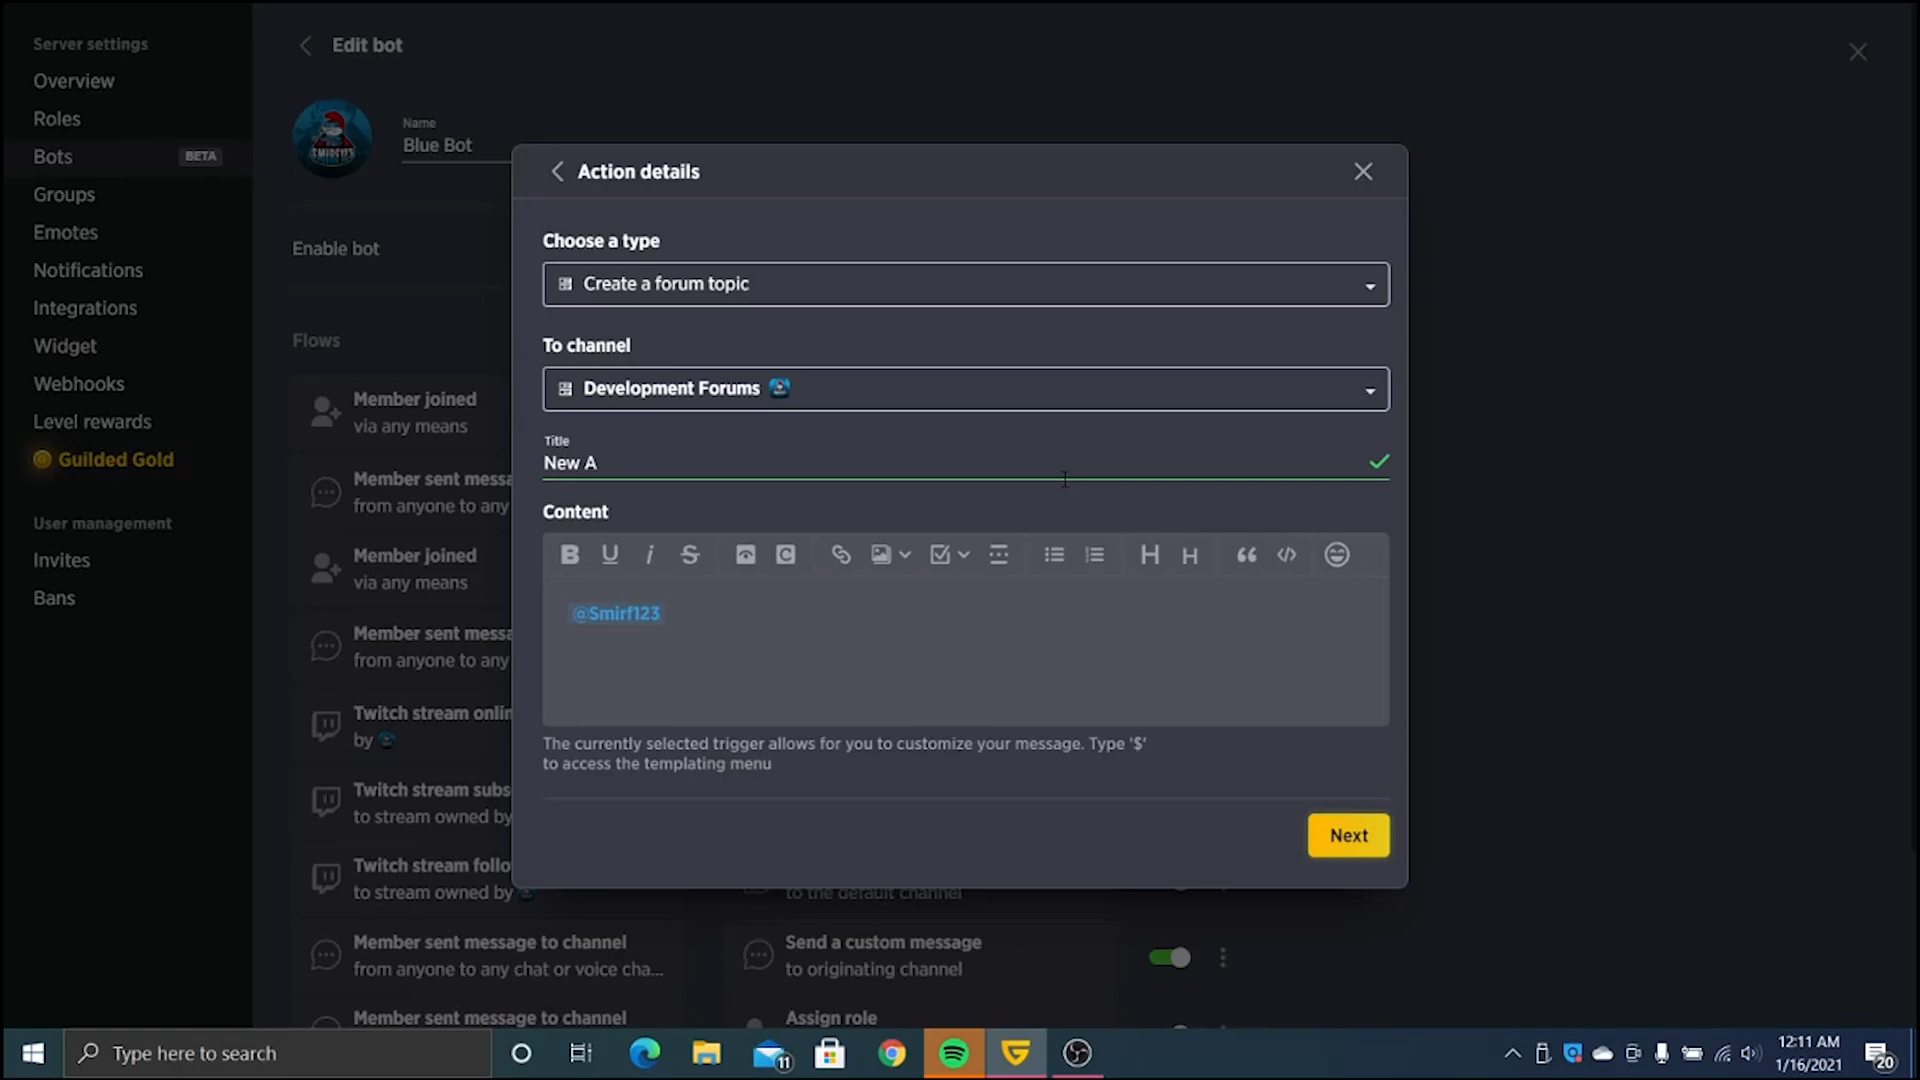 Server settings
Overview
Roles
Bots BETA
Groups
Emotes
Notifications
Integrations
Widget
Webhooks
Level rewards
Guilded Gold
User management
Invites
Bans
Edit bot
SMIRF123
Name
Blue Bot
Enable bot
Flows
Member joined
via any means
Member sent messa
from anyone to any
Member joined
via any means
Member sent messa
from anyone to any
Twitch stream onlin
by
Twitch stream subs
to stream owned by
Twitch stream follo
to stream owned by
Member sent message to channel
from anyone to any chat or voice cha...
Member sent message to channel
to the default channel
Send a custom message
to originating channel
Assign role
Action details
Choose a type
Create a forum topic
To channel
Development Forums
Title
New A
Content
B U i S C H H
@Smirf123
The currently selected trigger allows for you to customize your message. Type '$'
to access the templating menu
Next
Type here to search
11
12:11 AM
1/16/2021
20